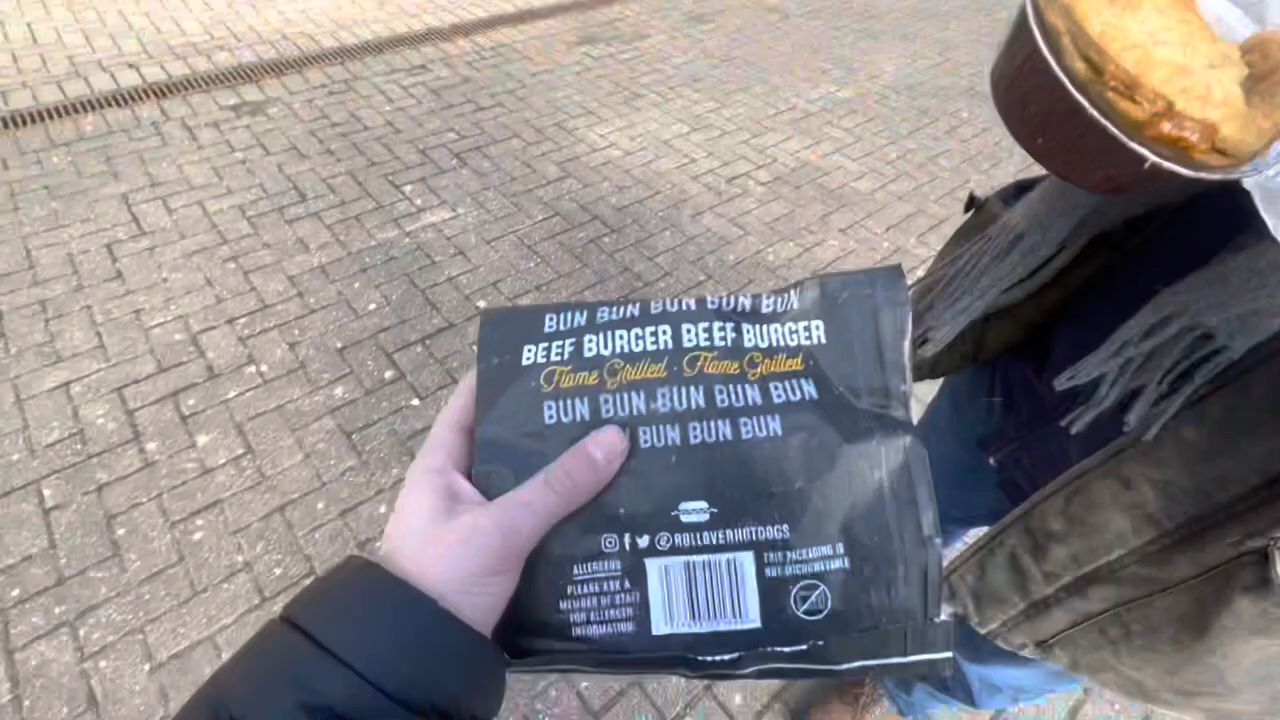 BUN BUN BUN BUN BUN
BEEF BURGER BEEF BURGER
Flame Grilled · Flame Grilled ·
BUN BUN BUN BUN BUN
BUN BUN BUN
@ROLLOVERHOTDOGS
ALLERGENS
PLEASE ASK A
MEMBER OF STAFF
FOR ALLERGEN
INFORMATION
THIS PACKAGING IS
NOT MICROWAVABLE